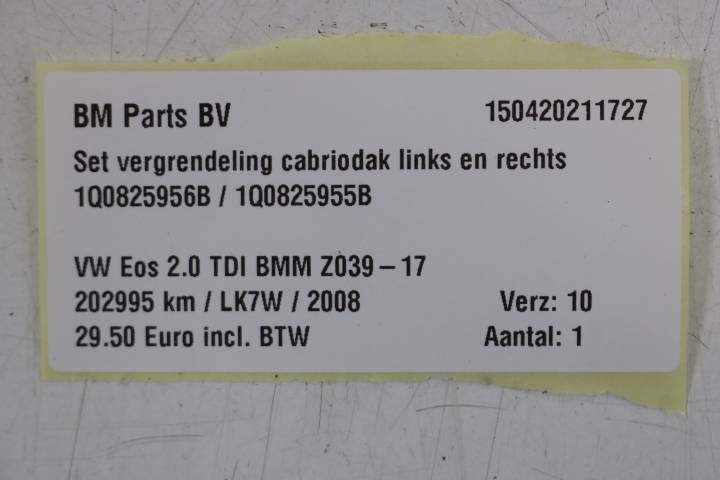 BM Parts BV 150420211727
Set vergrendeling cabriodak links en rechts
1Q0825956B / 1Q0825955B
VW Eos 2.0 TDI BMM Z039-17
202995 km / LK7W / 2008 Verz: 10
29.50 Euro incl. BTW Aantal: 1